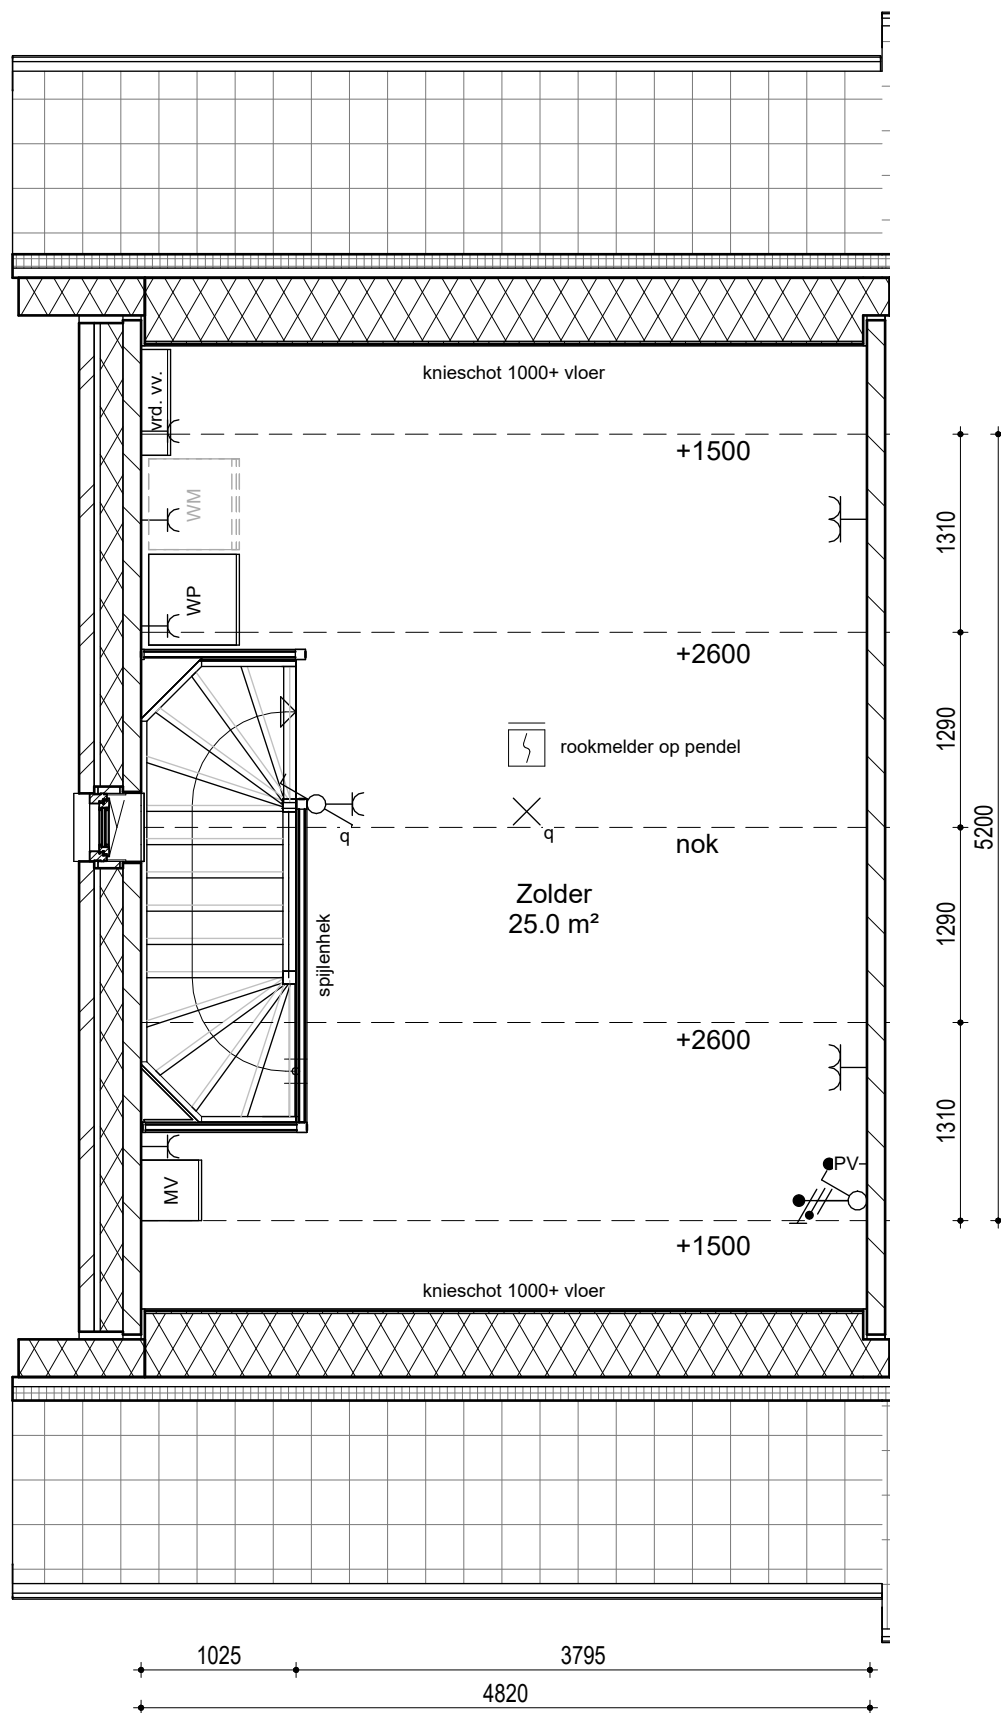 knieschot 1000+ vloer
vrd. vv.
+1500
WM
1310
WP
+2600
1290
rookmelder op pendel
q
q
nok
5200
Zolder
25.0 m²
spijlenhek
1290
+2600
1310
PV
MV
+1500
knieschot 1000+ vloer
1025
3795
4820